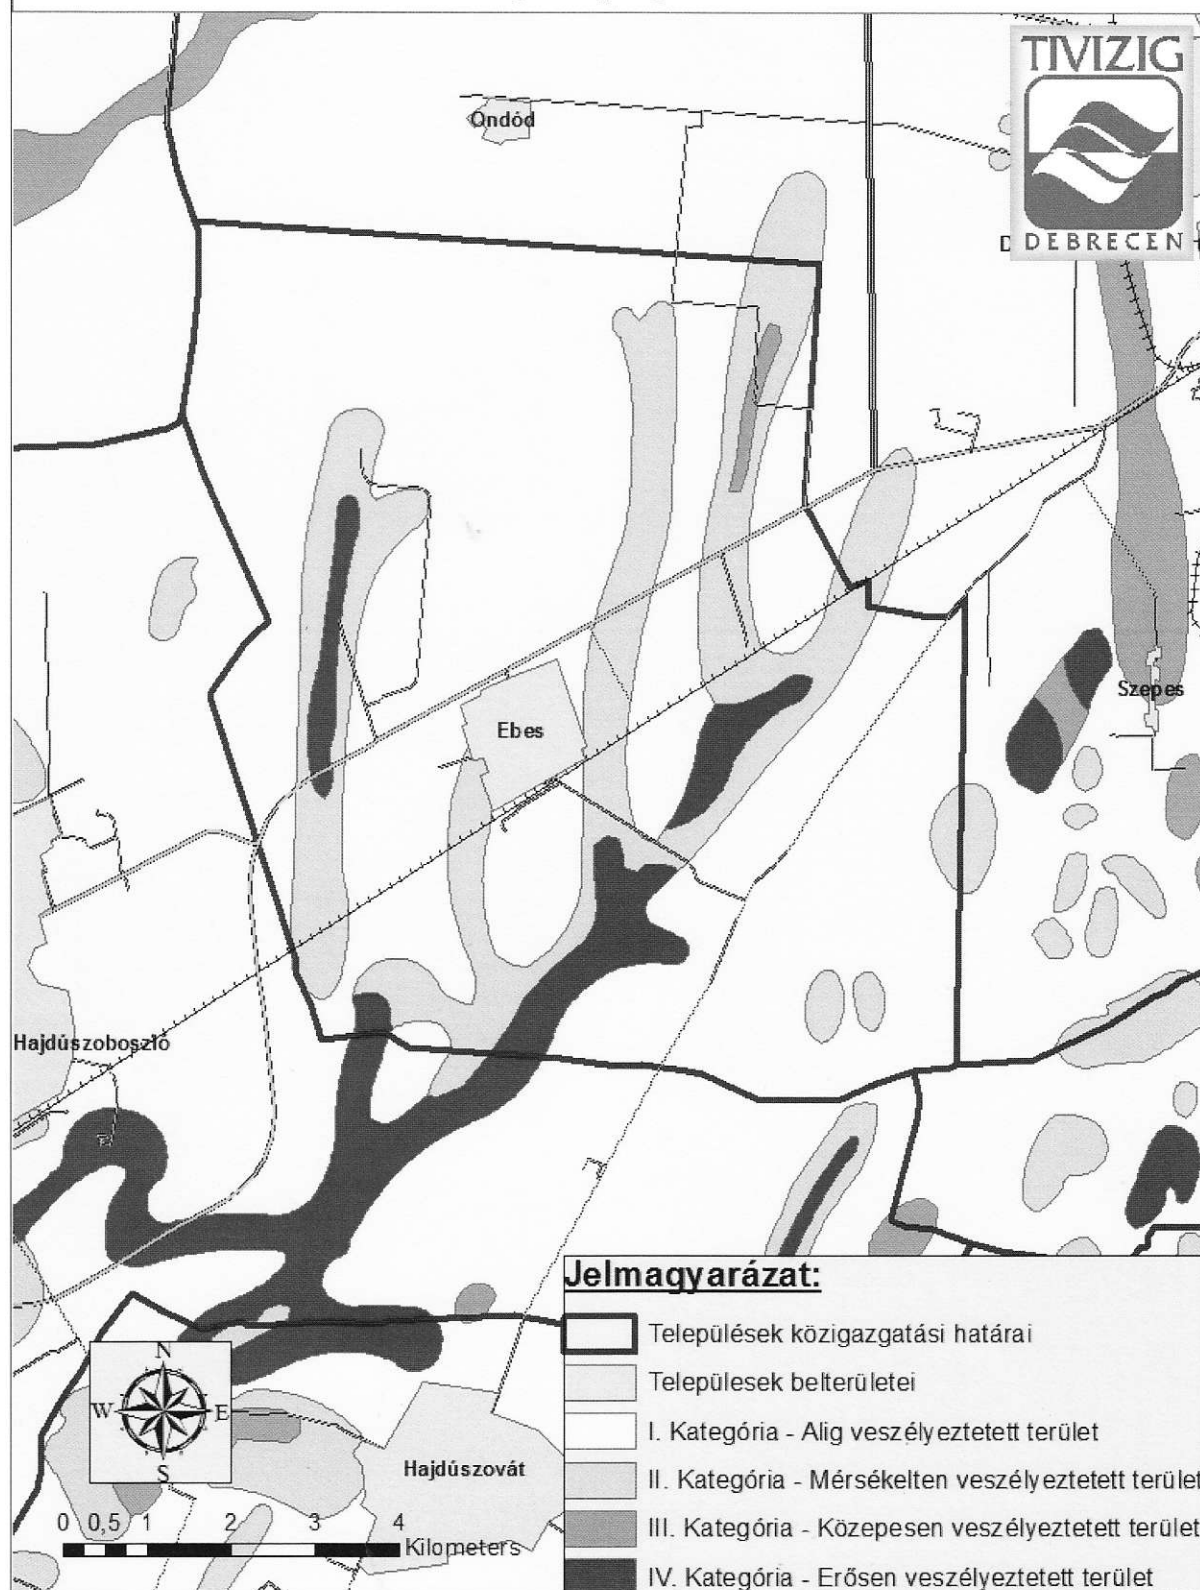 TIVIZIG
DEBRECEN
Ondód
D
Ebes
Szepes
Hajdúszoboszló
Hajdúszovát
N
W E
S
0 0,5 1 2 3 4
Kilometers
Jelmagyarázat:
Települések közigazgatási határai
Települések belterületei
I. Kategória - Alig veszélyeztetett terület
II. Kategória - Mérsékelten veszélyeztetett terület
III. Kategória - Közepesen veszélyeztetett terület
IV. Kategória - Erősen veszélyeztetett terület